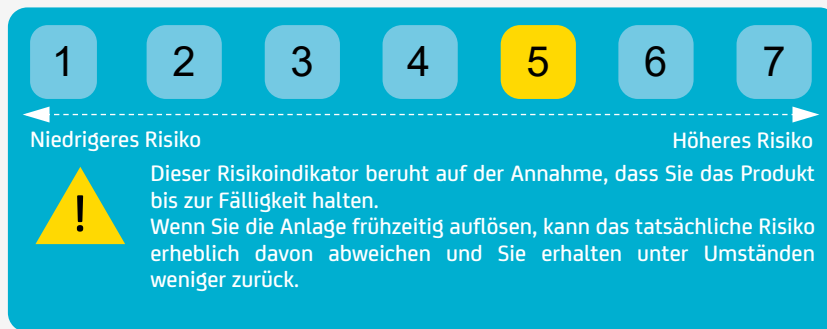 1 2 3 4 5 6 7
Niedrigeres Risiko Höheres Risiko
! Dieser Risikoindikator beruht auf der Annahme, dass Sie das Produkt
bis zur Fälligkeit halten.
Wenn Sie die Anlage frühzeitig auflösen, kann das tatsächliche Risiko
erheblich davon abweichen und Sie erhalten unter Umständen
weniger zurück.